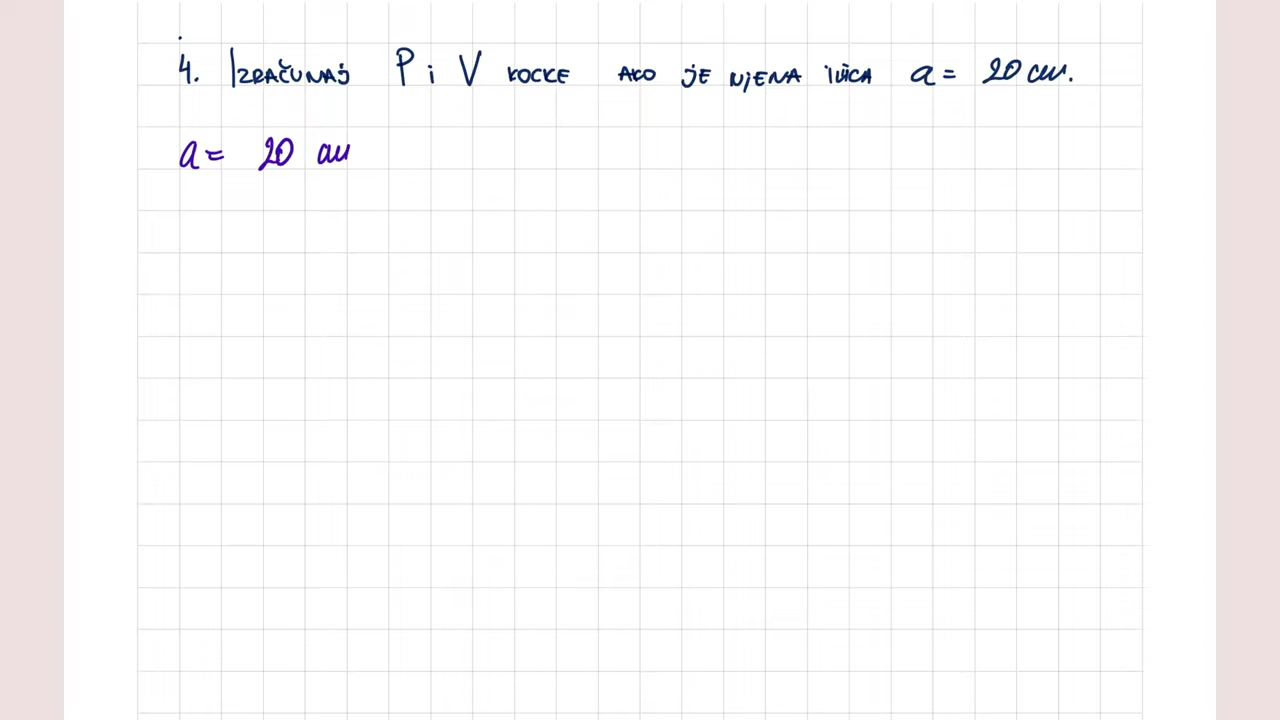 4. Izračunaj P i V kocke ako je njena ivica a = 20 cm.
a = 20 cm